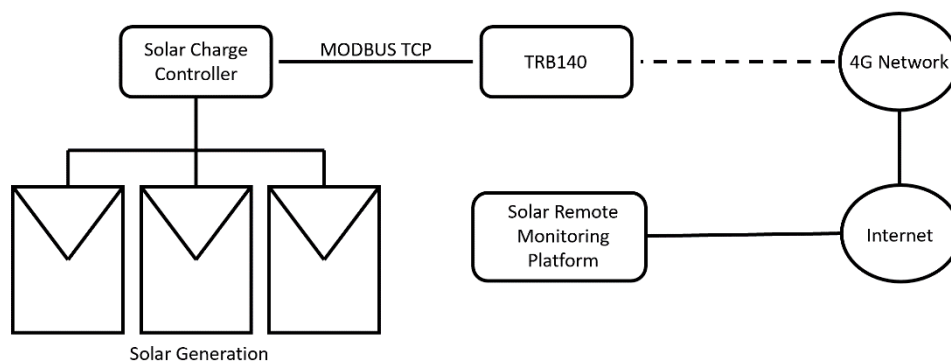 Solar Charge
Controller
MODBUS TCP
TRB140
4G Network
Solar Remote
Monitoring
Platform
Internet
Solar Generation